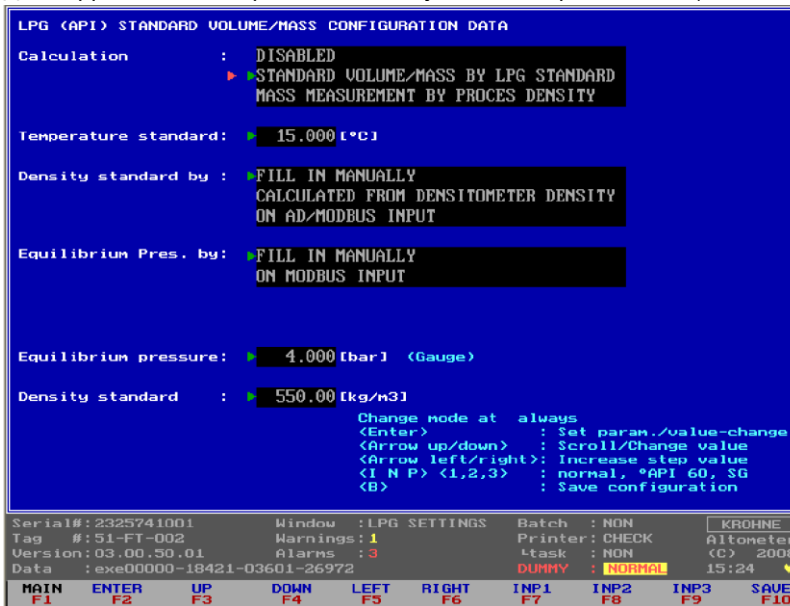 LPG (API) STANDARD VOLUME/MASS CONFIGURATION DATA
Calculation : DISABLED
STANDARD VOLUME/MASS BY LPG STANDARD
MASS MEASUREMENT BY PROCES DENSITY
Temperature standard: 15.000 [°C]
Density standard by : FILL IN MANUALLY
CALCULATED FROM DENSITOMETER DENSITY
ON AD/MODBUS INPUT
Equilibrium Pres. by: FILL IN MANUALLY
ON MODBUS INPUT
Equilibrium pressure: 4.000 [bar] (Gauge)
Density standard : 550.00 [kg/m3]
Change mode at always
<Enter> : Set param./value-change
<Arrow up/down> : Scroll/Change value
<Arrow left/right>: Increase step value
<I N P> <1,2,3> : normal, °API 60, SG
<B> : Save configuration
Serial#:2325741001 Window :LPG SETTINGS Batch : NON KROHNE
Tag #:51-FT-002 Warnings:1 Printer: CHECK Altometer
Version:03.00.50.01 Alarms :3 Ltask : NON (C) 2008
Data :exe00000-18421-03601-26972 DUMMY : NORMAL 15:24
MAIN ENTER UP DOWN LEFT RIGHT INP1 INP2 INP3 SAVE
F1 F2 F3 F4 F5 F6 F7 F8 F9 F10